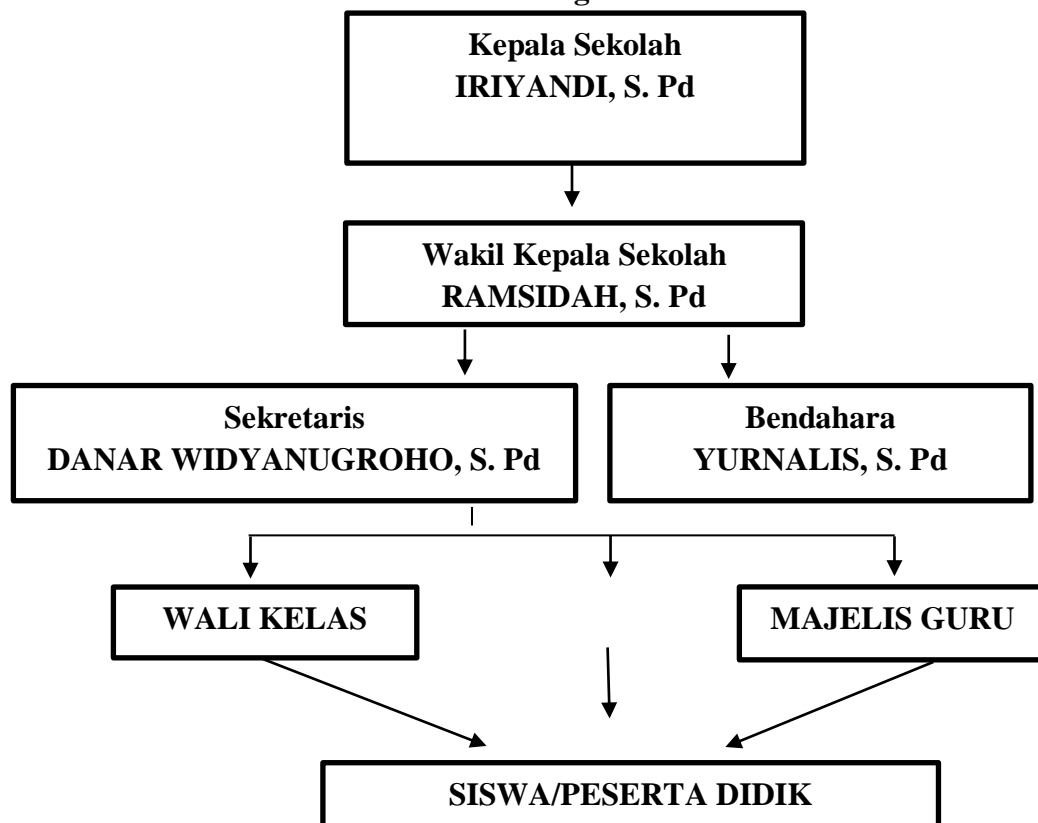 Kepala Sekolah
IRIYANDI, S. Pd
Wakil Kepala Sekolah
RAMSIDAH, S. Pd
Sekretaris
DANAR WIDYANUGROHO, S. Pd
Bendahara
YURNALIS, S. Pd
WALI KELAS
MAJELIS GURU
SISWA/PESERTA DIDIK